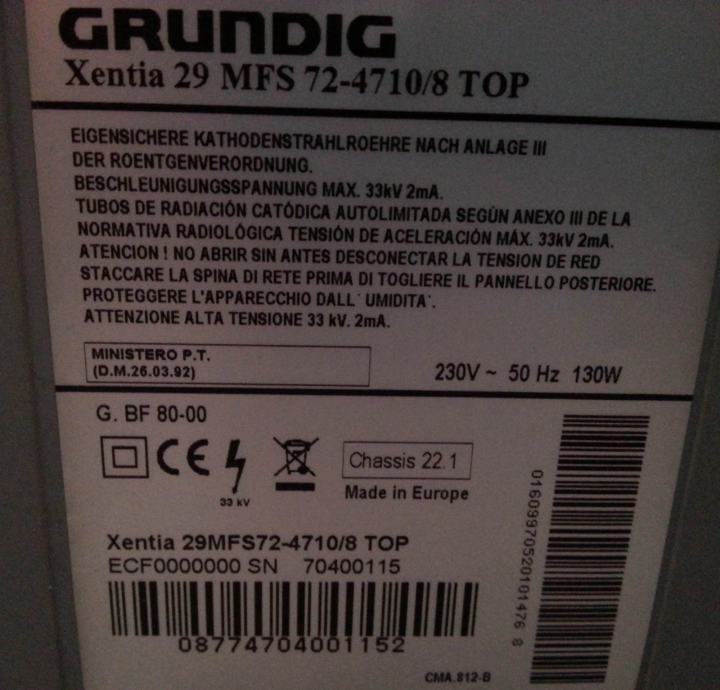 GRUNDIG
Xentia 29 MFS 72-4710/8 TOP
EIGENSICHERE KATHODENSTRAHLROEHRE NACH ANLAGE III
DER ROENTGENVERORDNUNG.
BESCHLEUNIGUNGSSPANNUNG MAX. 33kV 2mA.
TUBOS DE RADIACIÓN CATÓDICA AUTOLIMITADA SEGÚN ANEXO III DE LA
NORMATIVA RADIOLÓGICA TENSIÓN DE ACELERACIÓN MÁX. 33kV 2mA.
ATENCION ! NO ABRIR SIN ANTES DESCONECTAR LA TENSION DE RED
STACCARE LA SPINA DI RETE PRIMA DI TOGLIERE IL PANNELLO POSTERIORE.
PROTEGGERE L'APPARECCHIO DALL' UMIDITA'.
ATTENZIONE ALTA TENSIONE 33 kV. 2mA.
MINISTERO P.T.
(D.M.26.03.92)
230V ~ 50 Hz 130W
G. BF 80-00
CE
33 kV
Chassis 22.1
Made in Europe
Xentia 29MFS72-4710/8 TOP
ECF0000000 SN 70400115
08774704001152
01609970520101476 8
CMA.812-B